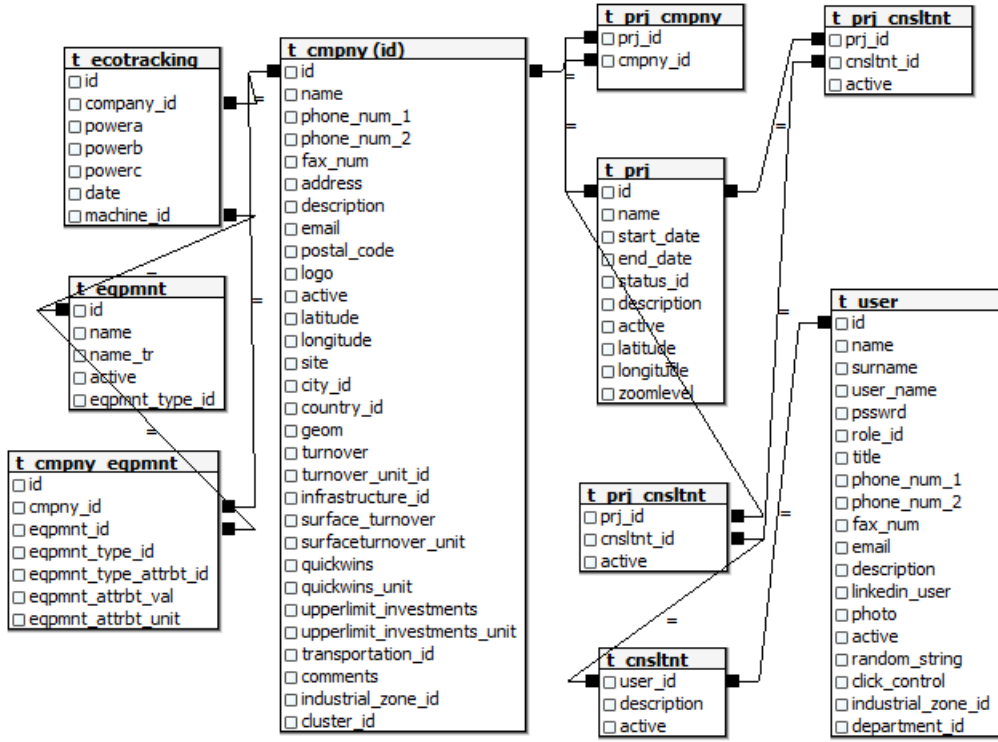 t_ecotracking
id
company_id
powera
powerb
powerc
date
machine_id
t_eqpmnt
id
name
name_tr
active
eqpmnt_type_id
t_cmpny_eqpmnt
id
cmpny_id
eqpmnt_id
eqpmnt_type_id
eqpmnt_type_attrbt_id
eqpmnt_attrbt_val
eqpmnt_attrbt_unit
t_cmpny (id)
id
name
phone_num_1
phone_num_2
fax_num
address
description
email
postal_code
logo
active
latitude
longitude
site
city_id
country_id
geom
turnover
turnover_unit_id
infrastructure_id
surface_turnover
surfaceturnover_unit
quickwins
quickwins_unit
upperlimit_investments
upperlimit_investments_unit
transportation_id
comments
industrial_zone_id
cluster_id
t_prj_cmpny
prj_id
cmpny_id
t_prj
id
name
start_date
end_date
status_id
description
active
latitude
longitude
zoomlevel
t_prj_cnsltnt
prj_id
cnsltnt_id
active
t_cnsltnt
user_id
description
active
t_prj_cnsltnt
prj_id
cnsltnt_id
active
t_user
id
name
surname
user_name
psswrd
role_id
title
phone_num_1
phone_num_2
fax_num
email
description
linkedin_user
photo
active
random_string
click_control
industrial_zone_id
department_id
=
=
=
=
=
=
=
=
=
=
=
=